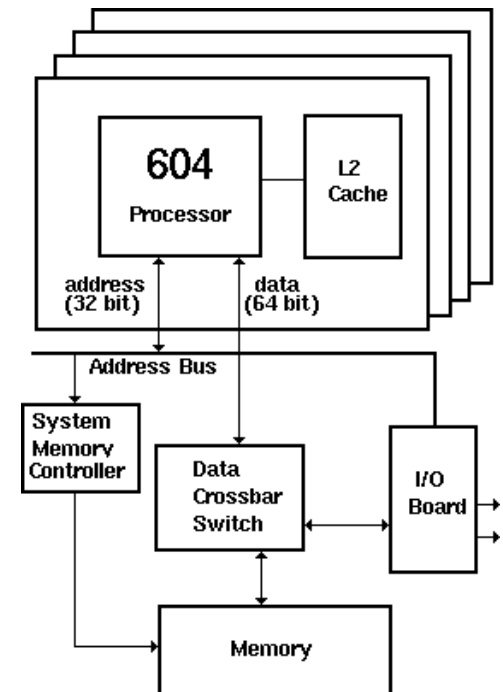 604
Processor
L2
Cache
address
(32 bit)
data
(64 bit)
Address Bus
System
Memory
Controller
Data
Crossbar
Switch
I/O
Board
Memory